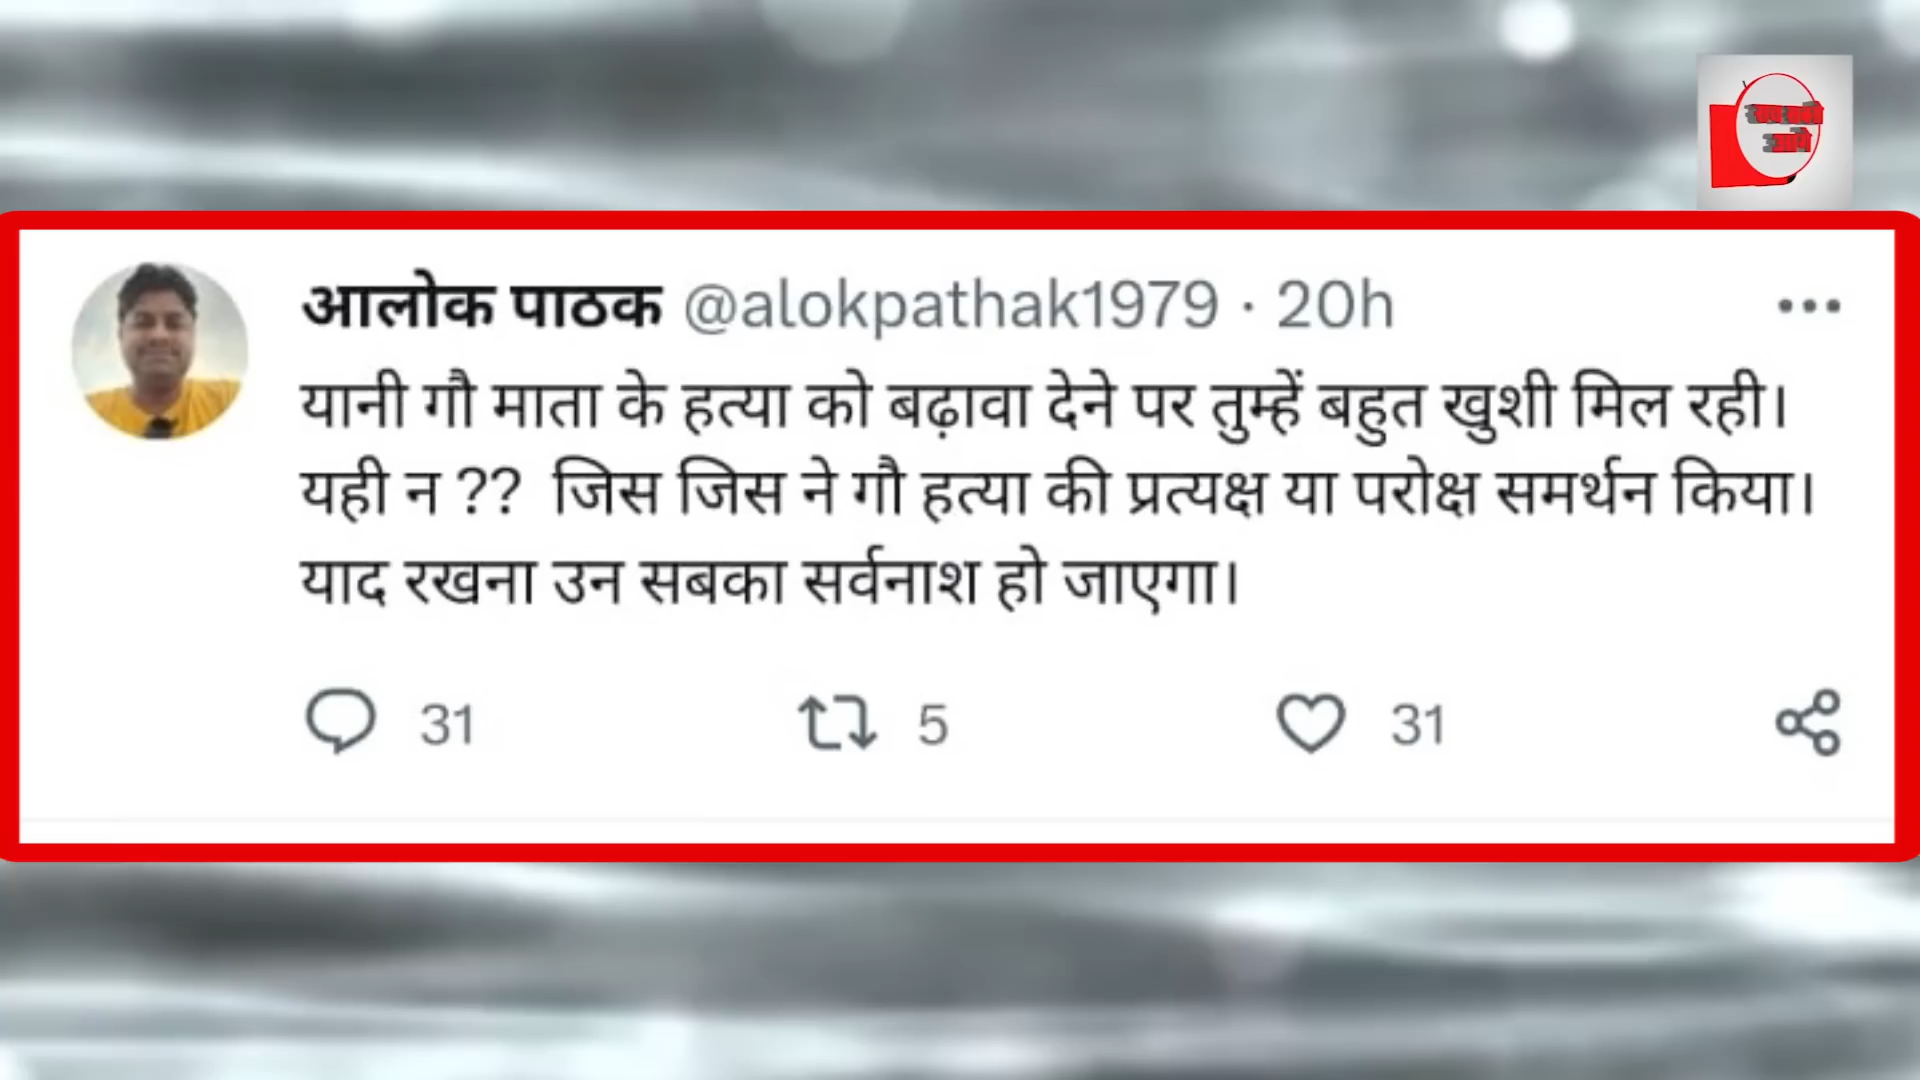 आलोक पाठक @alokpathak1979 · 20h
यानी गौ माता के हत्या को बढ़ावा देने पर तुम्हें बहुत खुशी मिल रही।
यही न ?? जिस जिस ने गौ हत्या की प्रत्यक्ष या परोक्ष समर्थन किया।
याद रखना उन सबका सर्वनाश हो जाएगा।
31 5 31